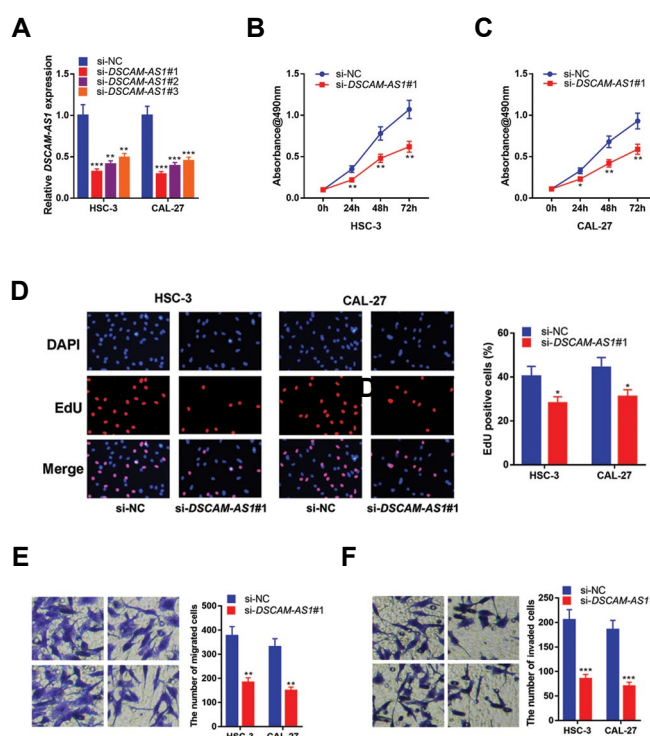 A
si-NC
si-DSCAM-AS1#1
si-DSCAM-AS1#2
si-DSCAM-AS1#3
Relative DSCAM-AS1 expression
1.5
1.0
0.5
0.0
*** ** **
*** *** ***
HSC-3 CAL-27
B
si-NC
si-DSCAM-AS1#1
Absorbance@490nm
1.5
1.0
0.5
0.0
**
**
**
0h 24h 48h 72h
HSC-3
C
si-NC
si-DSCAM-AS1#1
Absorbance@490nm
1.5
1.0
0.5
0.0
*
**
**
0h 24h 48h 72h
CAL-27
D
HSC-3 CAL-27
DAPI
EdU
D
Merge
si-NC si-DSCAM-AS1#1 si-NC si-DSCAM-AS1#1
si-NC
si-DSCAM-AS1#1
EdU positive cells (%)
60
40
20
0
* *
HSC-3 CAL-27
E
si-NC
si-DSCAM-AS1#1
The number of migrated cells
500
400
300
200
100
0
** **
HSC-3 CAL-27
F
si-NC
si-DSCAM-AS1
The number of invaded cells
250
200
150
100
50
0
*** ***
HSC-3 CAL-27